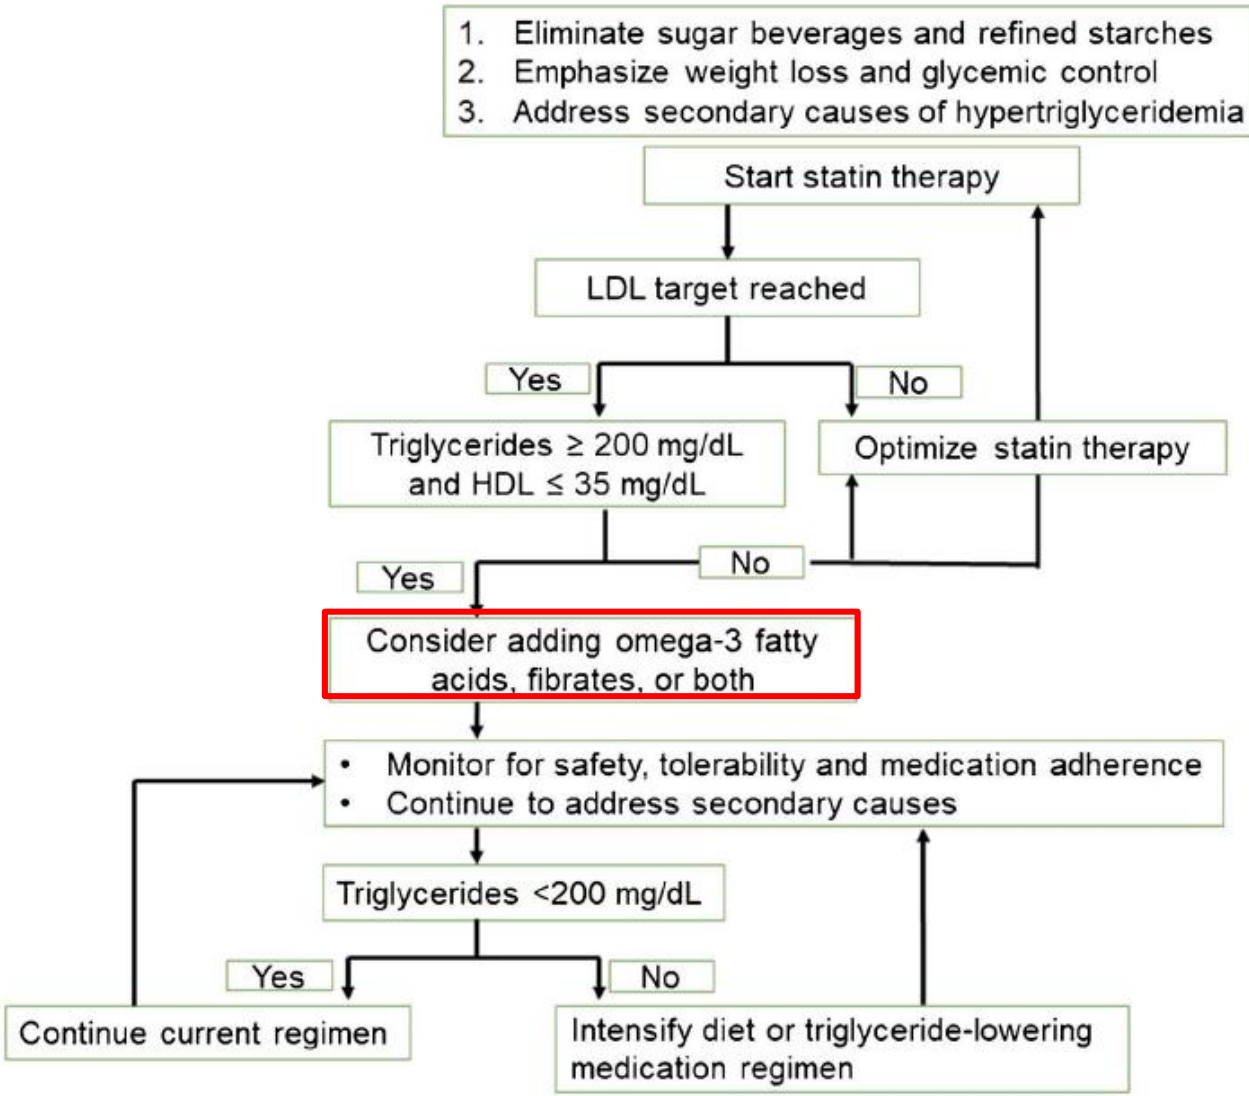 1. Eliminate sugar beverages and refined starches
2. Emphasize weight loss and glycemic control
3. Address secondary causes of hypertriglyceridemia
Start statin therapy
LDL target reached
Yes
No
Triglycerides ≥ 200 mg/dL
and HDL ≤ 35 mg/dL
Optimize statin therapy
Yes
No
Consider adding omega-3 fatty
acids, fibrates, or both
• Monitor for safety, tolerability and medication adherence
• Continue to address secondary causes
Triglycerides <200 mg/dL
Yes
No
Continue current regimen
Intensify diet or triglyceride-lowering
medication regimen